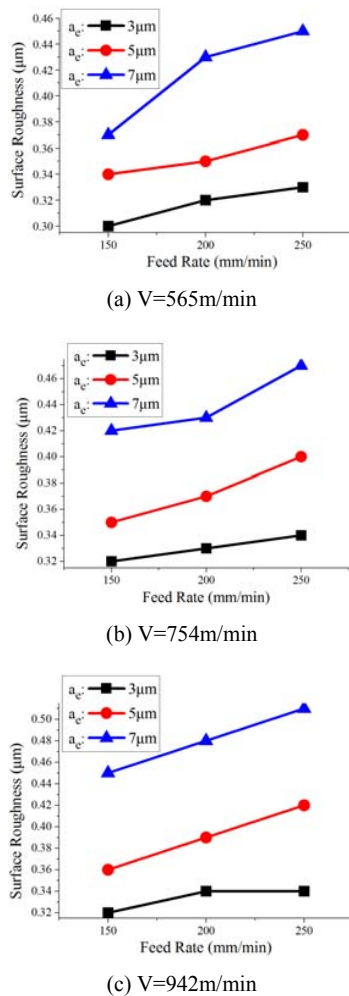 0.46
0.44
0.42
0.40
0.38
0.36
0.34
0.32
0.30
Surface Roughness (μm)
aₑ: 3μm
aₑ: 5μm
aₑ: 7μm
150 200 250
Feed Rate (mm/min)
(a) V=565m/min
0.46
0.44
0.42
0.40
0.38
0.36
0.34
0.32
Surface Roughness (μm)
aₑ: 3μm
aₑ: 5μm
aₑ: 7μm
150 200 250
Feed Rate (mm/min)
(b) V=754m/min
0.50
0.48
0.46
0.44
0.42
0.40
0.38
0.36
0.34
0.32
Surface Roughness (μm)
aₑ: 3μm
aₑ: 5μm
aₑ: 7μm
150 200 250
Feed Rate (mm/min)
(c) V=942m/min